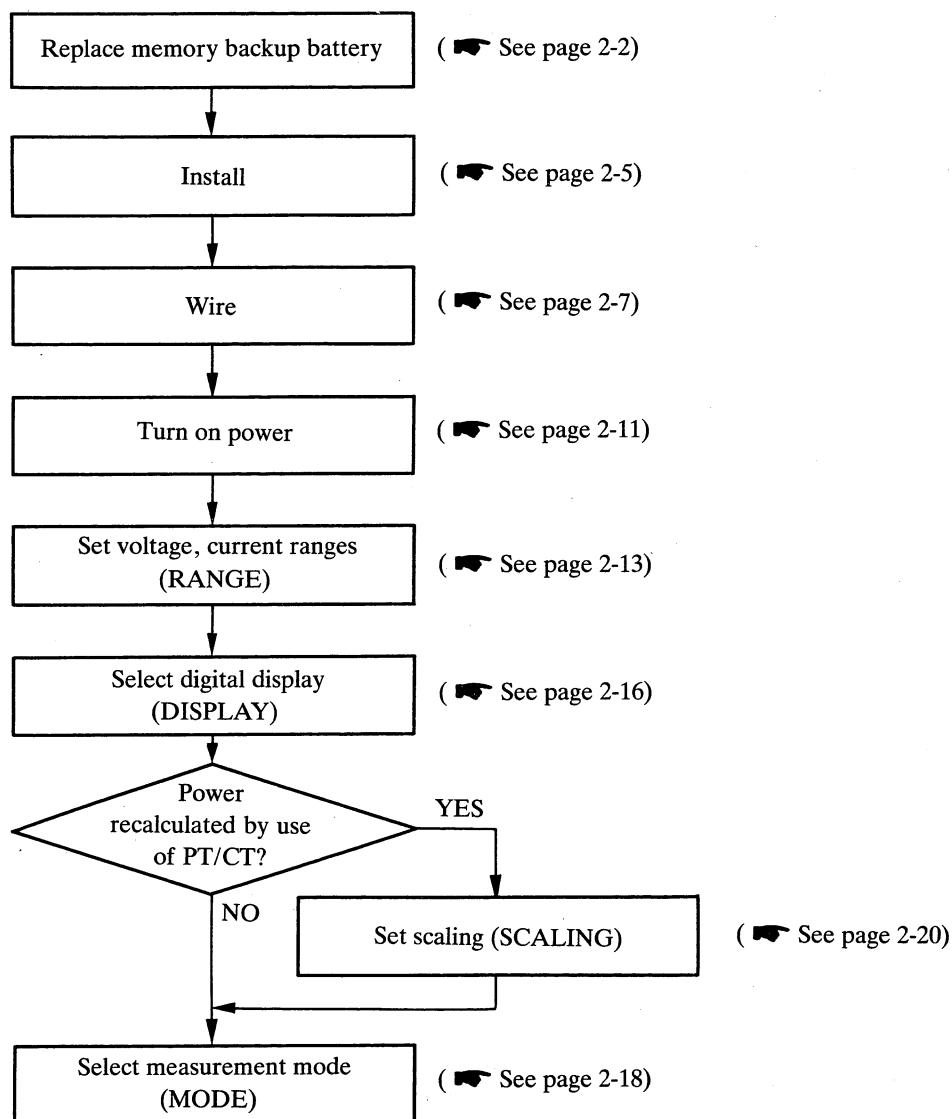 Replace memory backup battery
( ☛ See page 2-2)
Install
( ☛ See page 2-5)
Wire
( ☛ See page 2-7)
Turn on power
( ☛ See page 2-11)
Set voltage, current ranges
(RANGE)
( ☛ See page 2-13)
Select digital display
(DISPLAY)
( ☛ See page 2-16)
Power
recalculated by use
of PT/CT?
YES
NO
Set scaling (SCALING)
( ☛ See page 2-20)
Select measurement mode
(MODE)
( ☛ See page 2-18)